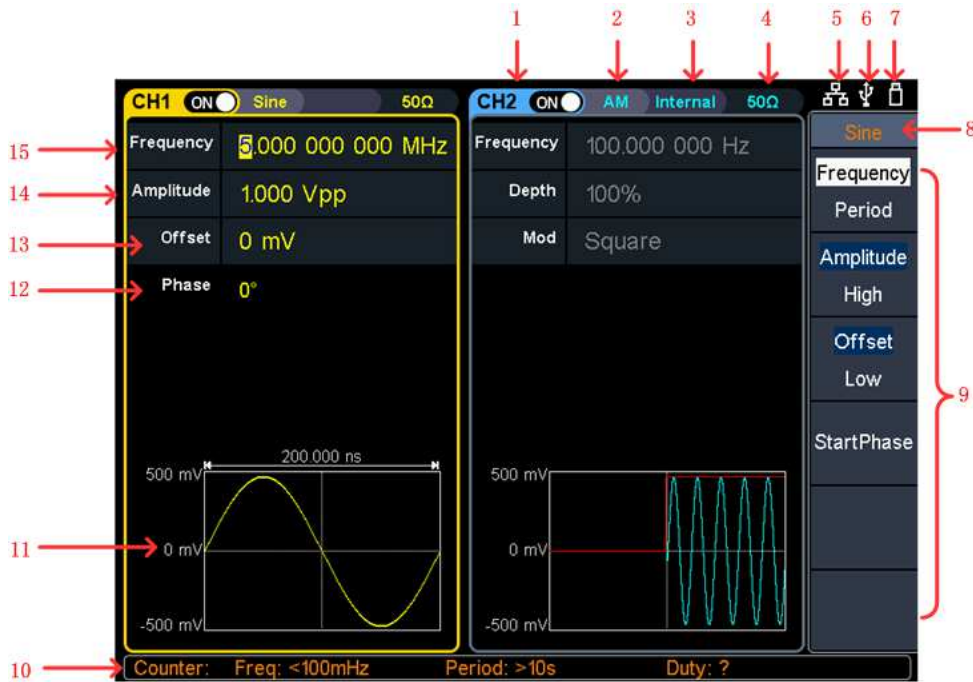 1 2 3 4 5 6 7
CH1 ON Sine 50Ω
CH2 ON AM Internal 50Ω
Sine 8
15 Frequency 5.000 000 000 MHz
Frequency 100.000 000 Hz
Frequency
Period
14 Amplitude 1.000 Vpp
Depth 100%
13 Offset 0 mV
Mod Square
Amplitude
High
12 Phase 0°
Offset
Low
9
StartPhase
200.000 ns
500 mV
500 mV
11 0 mV
0 mV
-500 mV
-500 mV
10 Counter: Freq: <100mHz Period: >10s Duty: ?